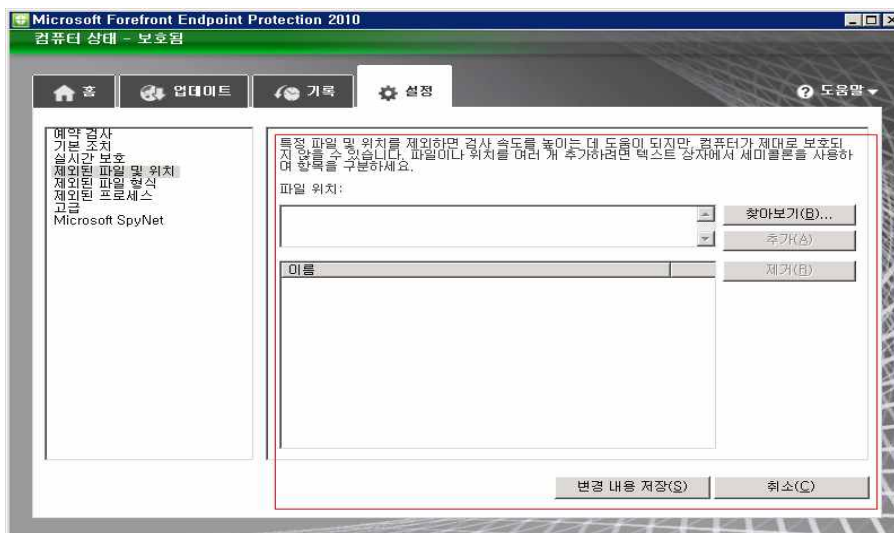 Microsoft Forefront Endpoint Protection 2010
컴퓨터 상태 - 보호됨
홈
업데이트
기록
설정
도움말
예약 검사
기본 조치
실시간 보호
제외된 파일 및 위치
제외된 파일 형식
제외된 프로세스
고급
Microsoft SpyNet
특정 파일 및 위치를 제외하면 검사 속도를 높이는 데 도움이 되지만, 컴퓨터가 제대로 보호되
지 않을 수 있습니다. 파일이나 위치를 여러 개 추가하려면 텍스트 상자에서 세미콜론을 사용하
여 항목을 구분하세요.
파일 위치:
찾아보기(B)...
추가(A)
이름
제거(R)
변경 내용 저장(S)
취소(C)